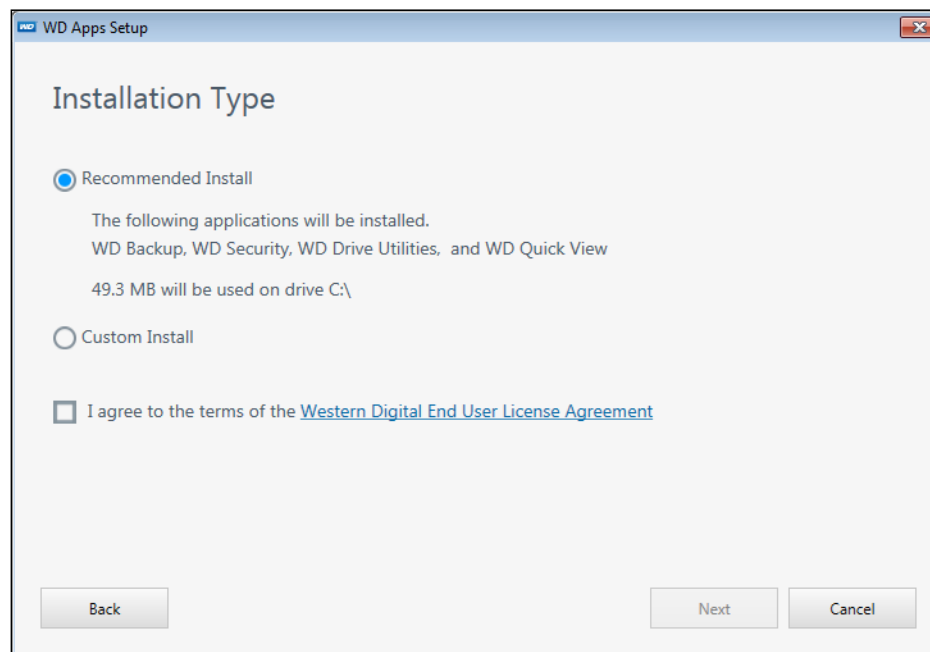 WD WD Apps Setup
Installation Type
Recommended Install
The following applications will be installed.
WD Backup, WD Security, WD Drive Utilities, and WD Quick View
49.3 MB will be used on drive C:\
Custom Install
I agree to the terms of the Western Digital End User License Agreement
Back Next Cancel